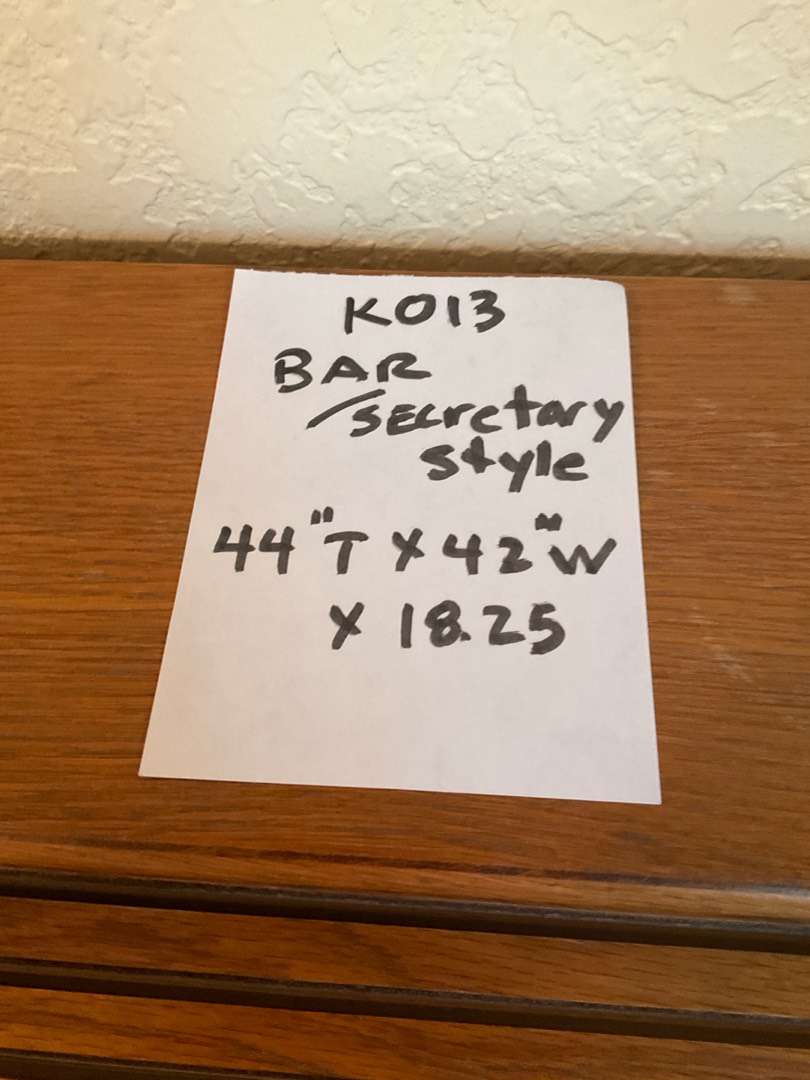 K013
BAR
/Secretary
Style
44"T X 42"W
X 18.25